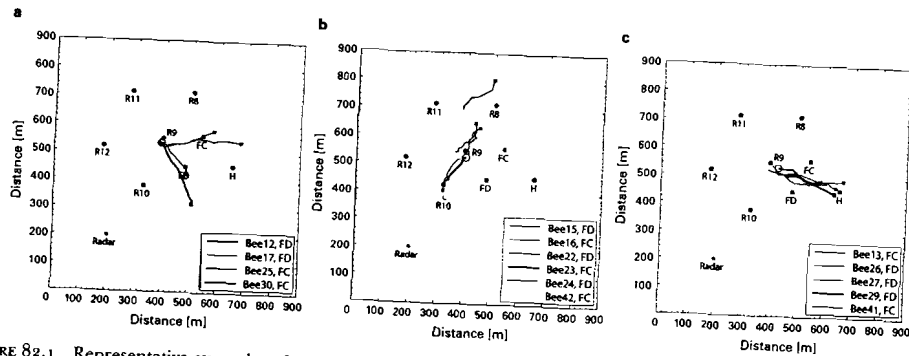 a
Distance [m]
900
800
700
600
500
400
300
200
100
0
0 100 200 300 400 500 600 700 800 900
Distance [m]
R11
R8
R9
FC
R12
H
FD
R10
Radar
Bee12, FD
Bee17, FD
Bee25, FC
Bee30, FC
b
Distance [m]
900
800
700
600
500
400
300
200
100
0
0 100 200 300 400 500 600 700 800 900
Distance [m]
R11
R8
R9
FC
R12
FD
H
R10
Radar
Bee15, FD
Bee16, FC
Bee22, FD
Bee23, FC
Bee24, FD
Bee42, FC
c
Distance [m]
900
800
700
600
500
400
300
200
100
0
0 100 200 300 400 500 600 700 800 900
Distance [m]
R11
R8
R9
FC
R12
FD
H
R10
Radar
Bee13, FC
Bee26, FD
Bee27, FD
Bee29, FD
Bee41, FC
RE 82.1 Representative